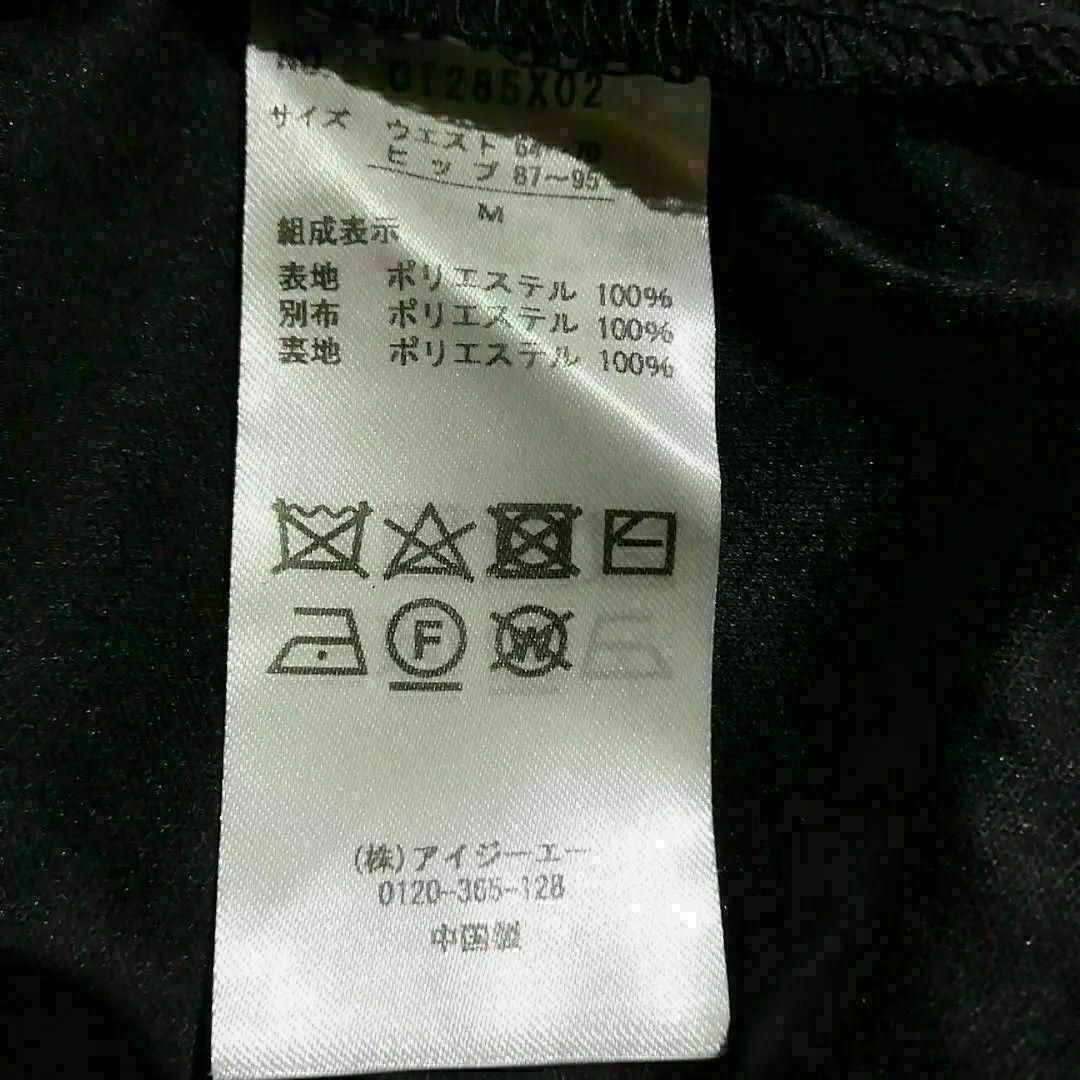 NO 01285X02
サイズ ウエスト 64〜70
ヒップ 87〜95
M
組成表示
表地 ポリエステル 100%
別布 ポリエステル 100%
裏地 ポリエステル 100%
F W
(株)アイジーエー
0120-365-128
中国製